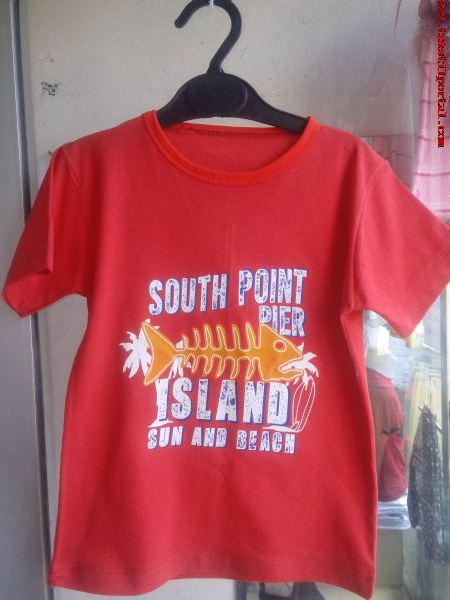 SOUTH POINT
PIER
ISLAND
SUN AND BEACH
www.tekstilportal.com